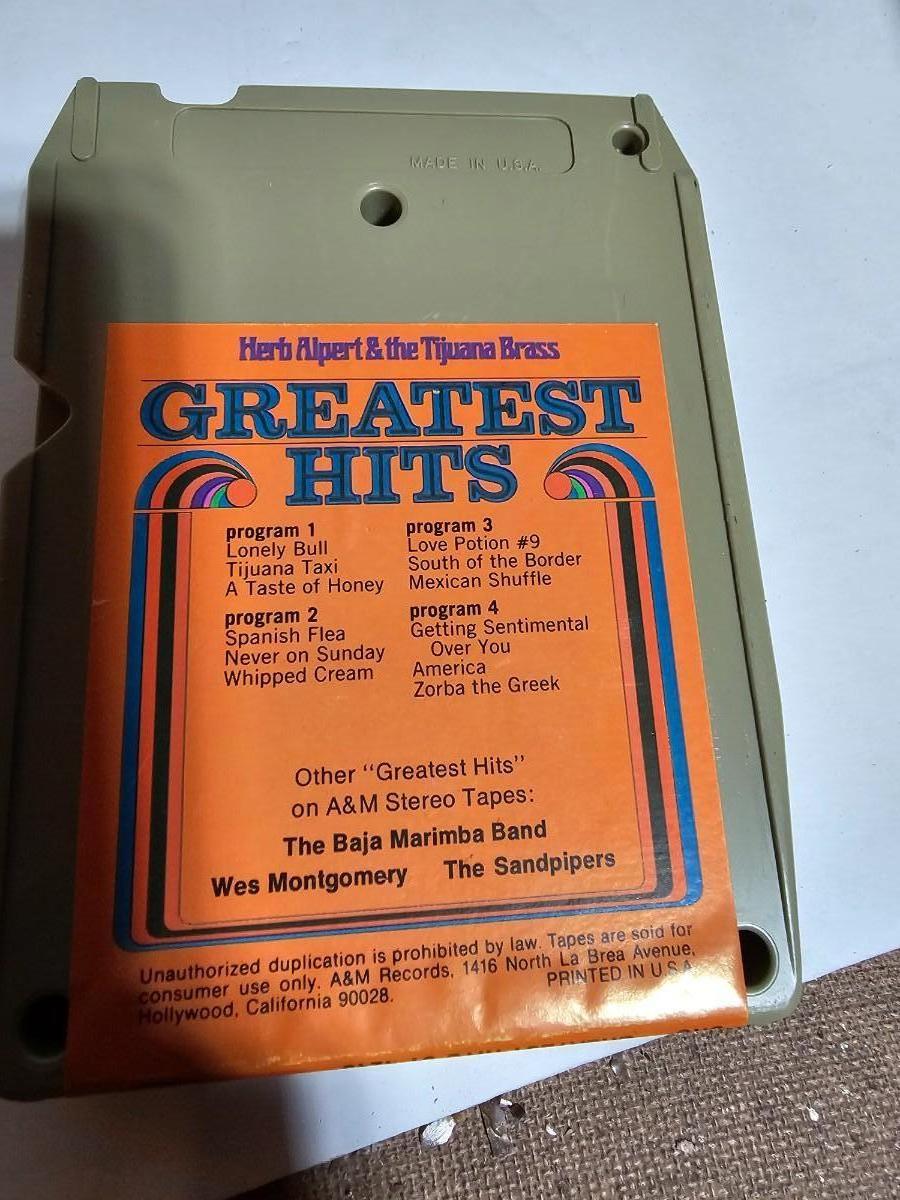 MADE IN U.S.A.
Herb Alpert & the Tijuana Brass
GREATEST
HITS
program 1
Lonely Bull
Tijuana Taxi
A Taste of Honey
program 2
Spanish Flea
Never on Sunday
Whipped Cream
program 3
Love Potion #9
South of the Border
Mexican Shuffle
program 4
Getting Sentimental
Over You
America
Zorba the Greek
Other "Greatest Hits"
on A&M Stereo Tapes:
The Baja Marimba Band
Wes Montgomery The Sandpipers
Unauthorized duplication is prohibited by law. Tapes are sold for
consumer use only. A&M Records, 1416 North La Brea Avenue,
Hollywood, California 90028. PRINTED IN U.S.A.